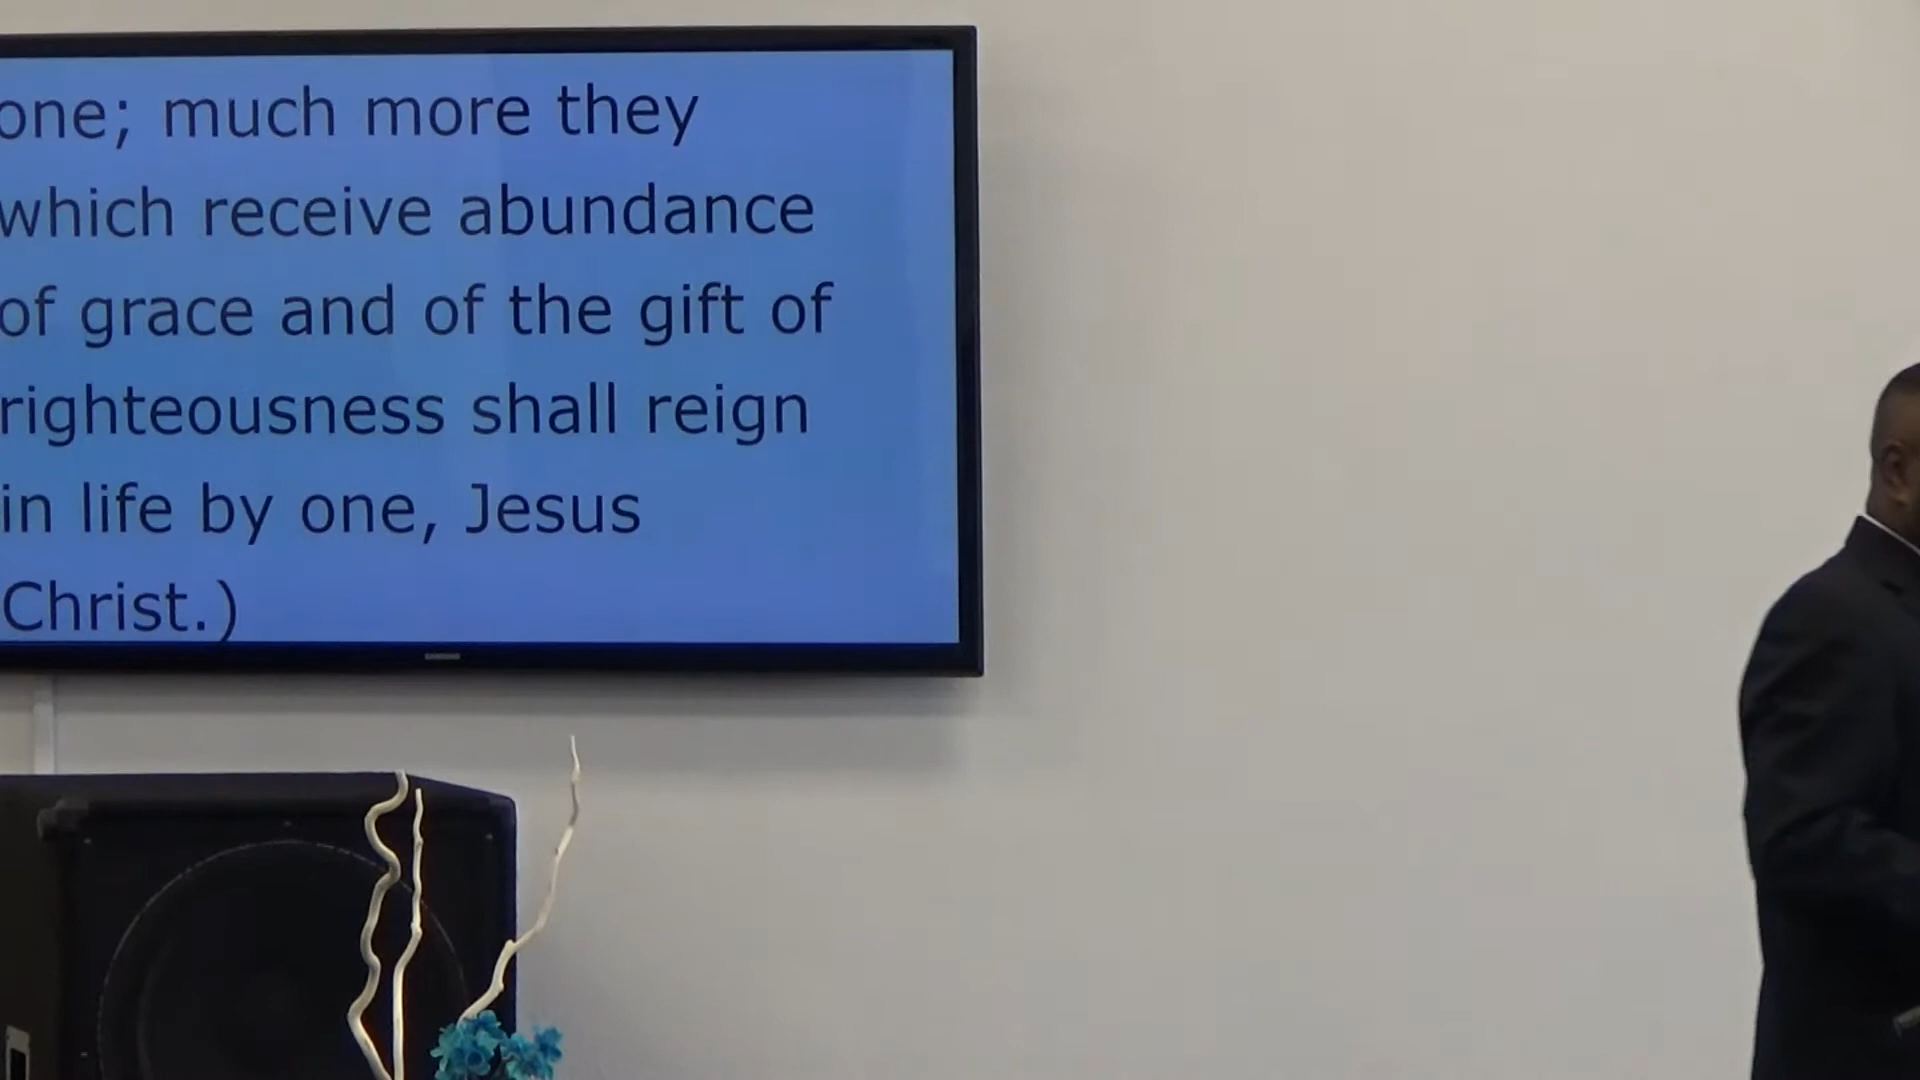 one; much more they
which receive abundance
of grace and of the gift of
righteousness shall reign
in life by one, Jesus
Christ.)
SAMSUNG